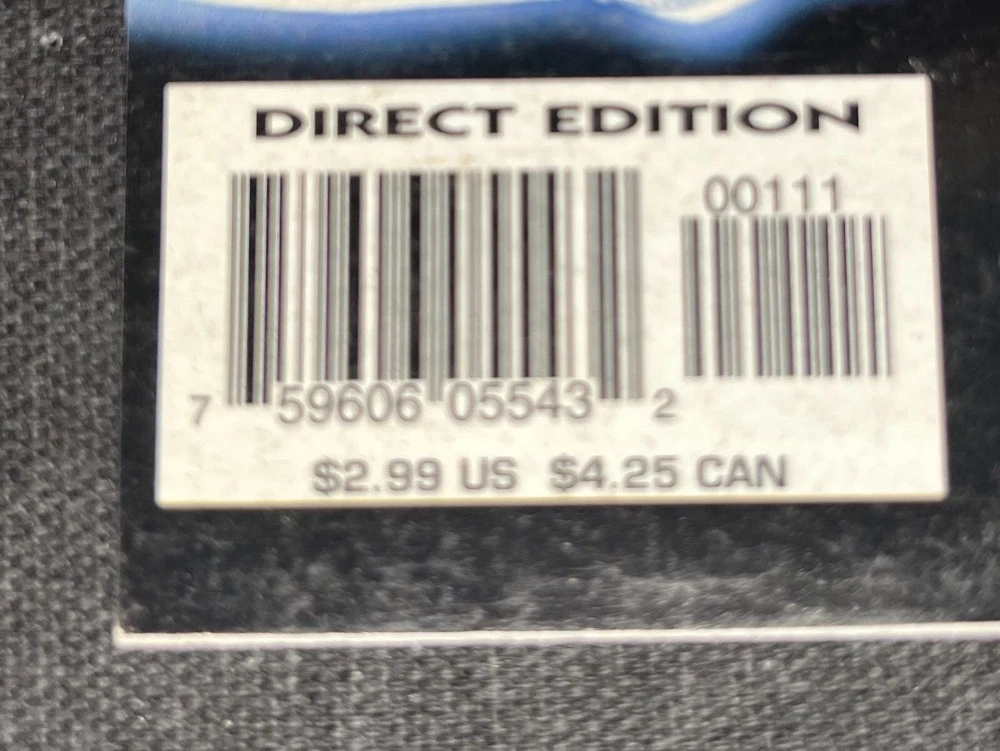 DIRECT EDITION
00111
7 59606 05543 2
$2.99 US $4.25 CAN